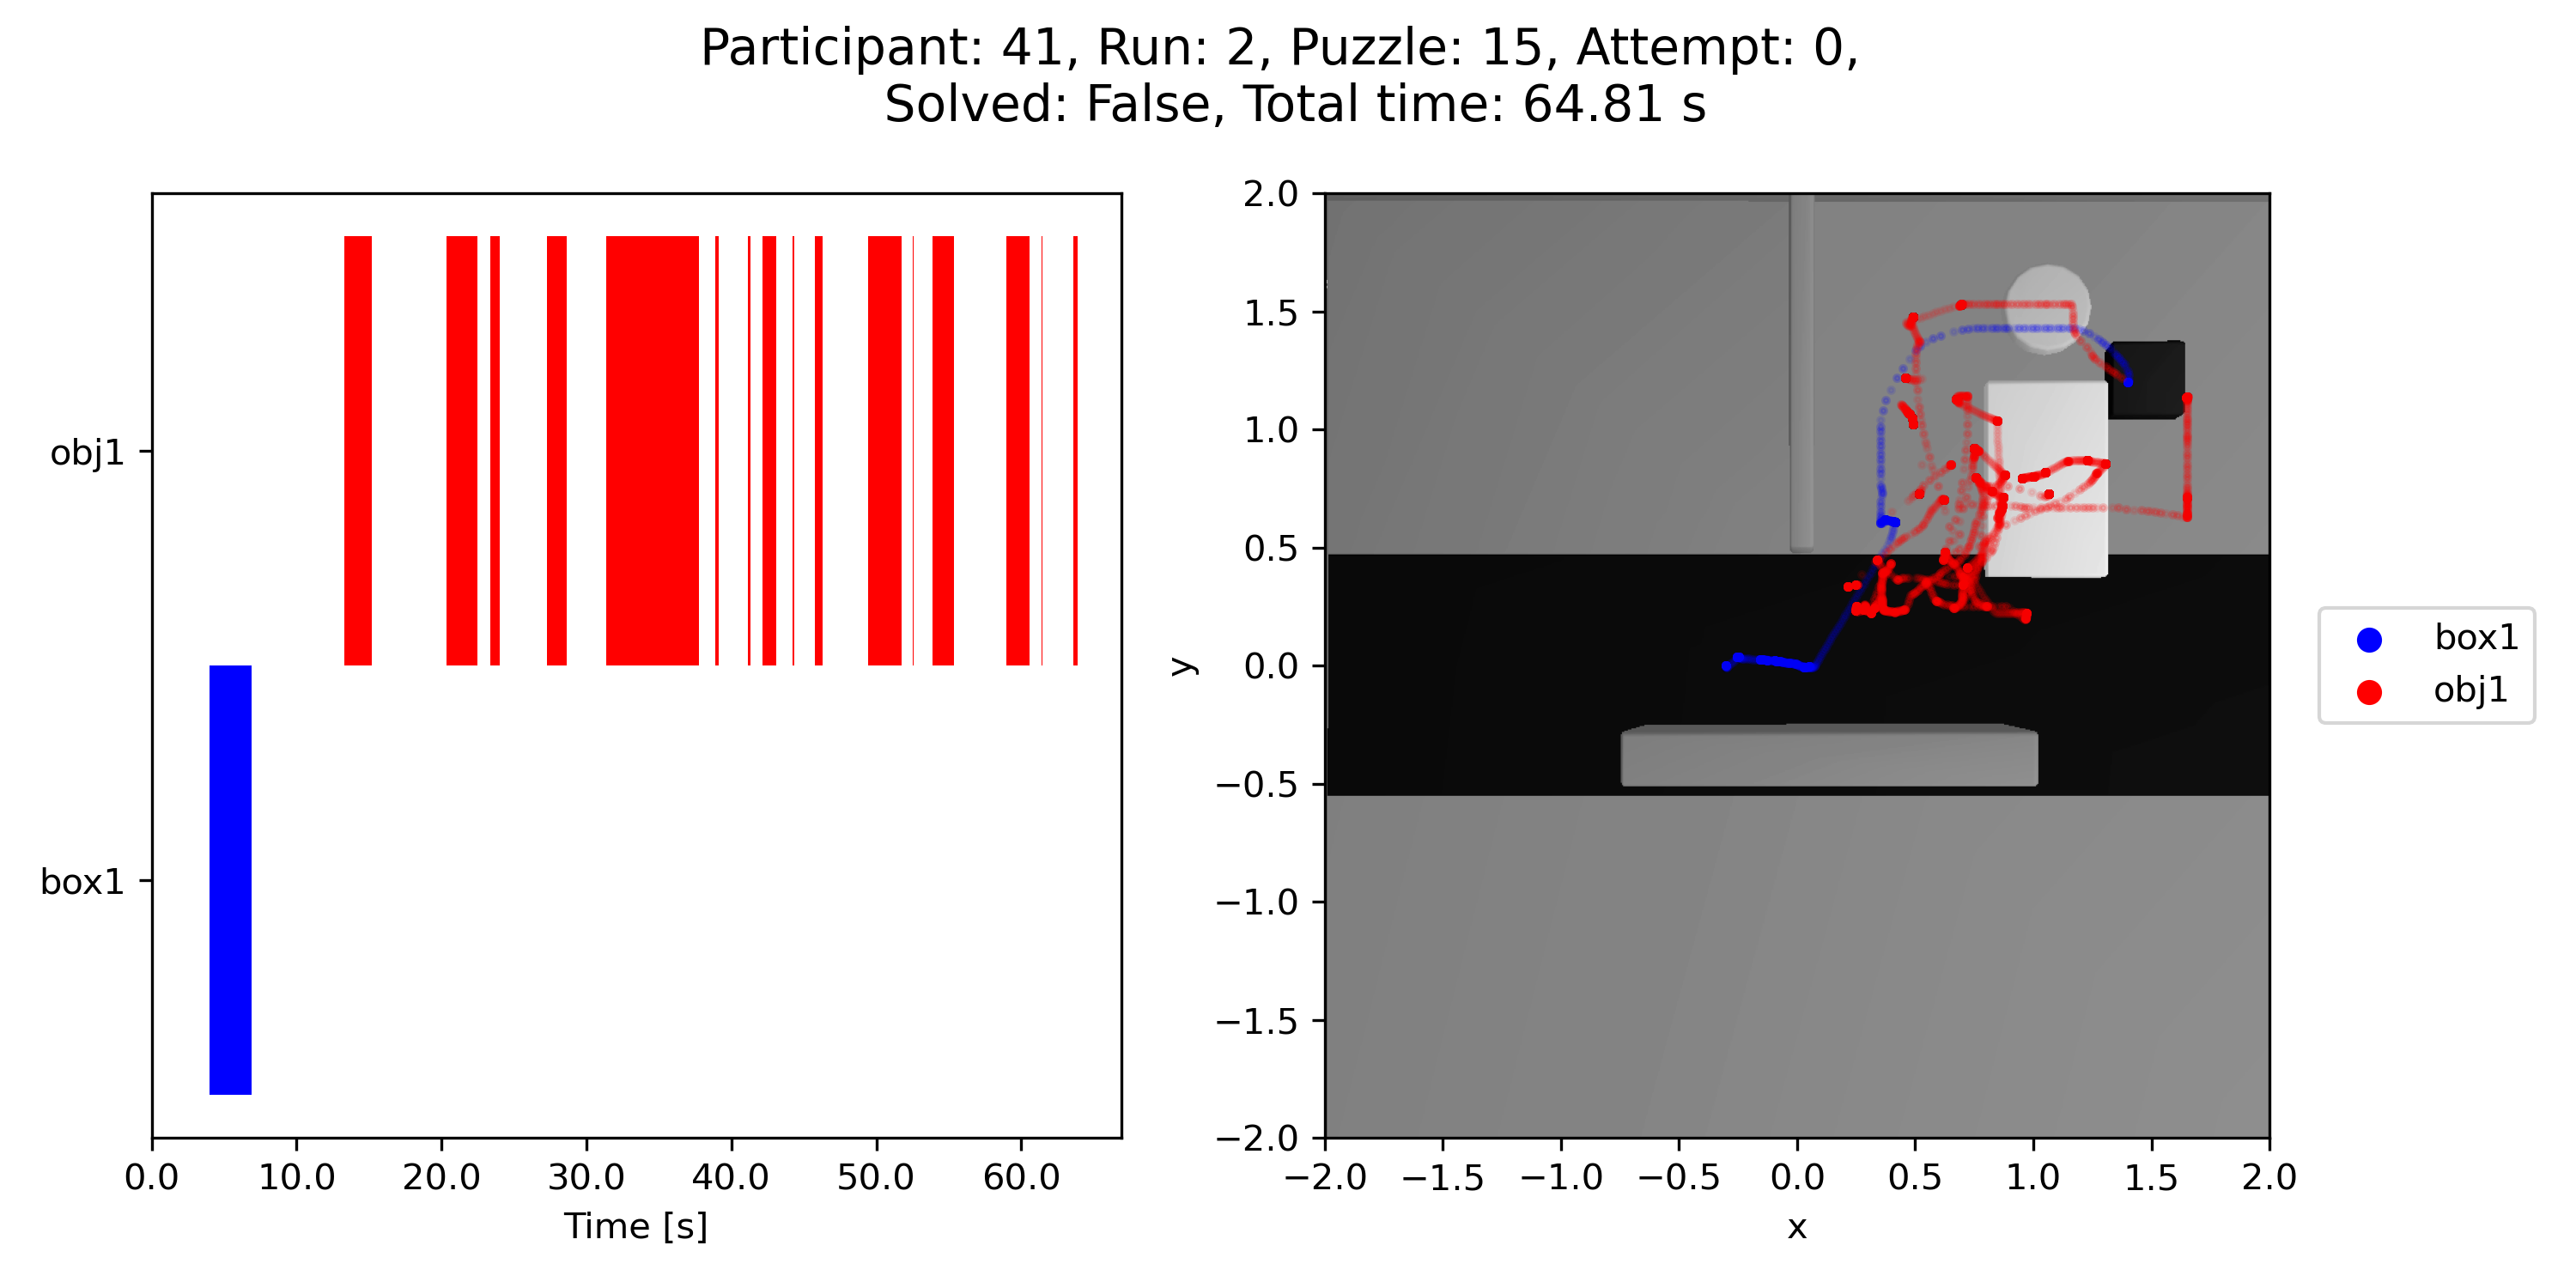 Participant: 41, Run: 2, Puzzle: 15, Attempt: 0,
Solved: False, Total time: 64.81 s
obj1
box1
0.0 10.0 20.0 30.0 40.0 50.0 60.0
Time [s]
2.0
1.5
1.0
0.5
0.0
−0.5
−1.0
−1.5
−2.0
y
−2.0 −1.5 −1.0 −0.5 0.0 0.5 1.0 1.5 2.0
x
box1
obj1